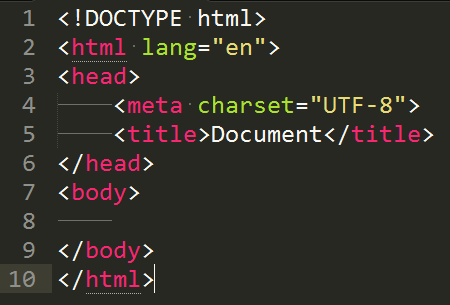 1 <!DOCTYPE html>
2 <html lang="en">
3 <head>
4 <meta charset="UTF-8">
5 <title>Document</title>
6 </head>
7 <body>
8
9 </body>
10 </html>